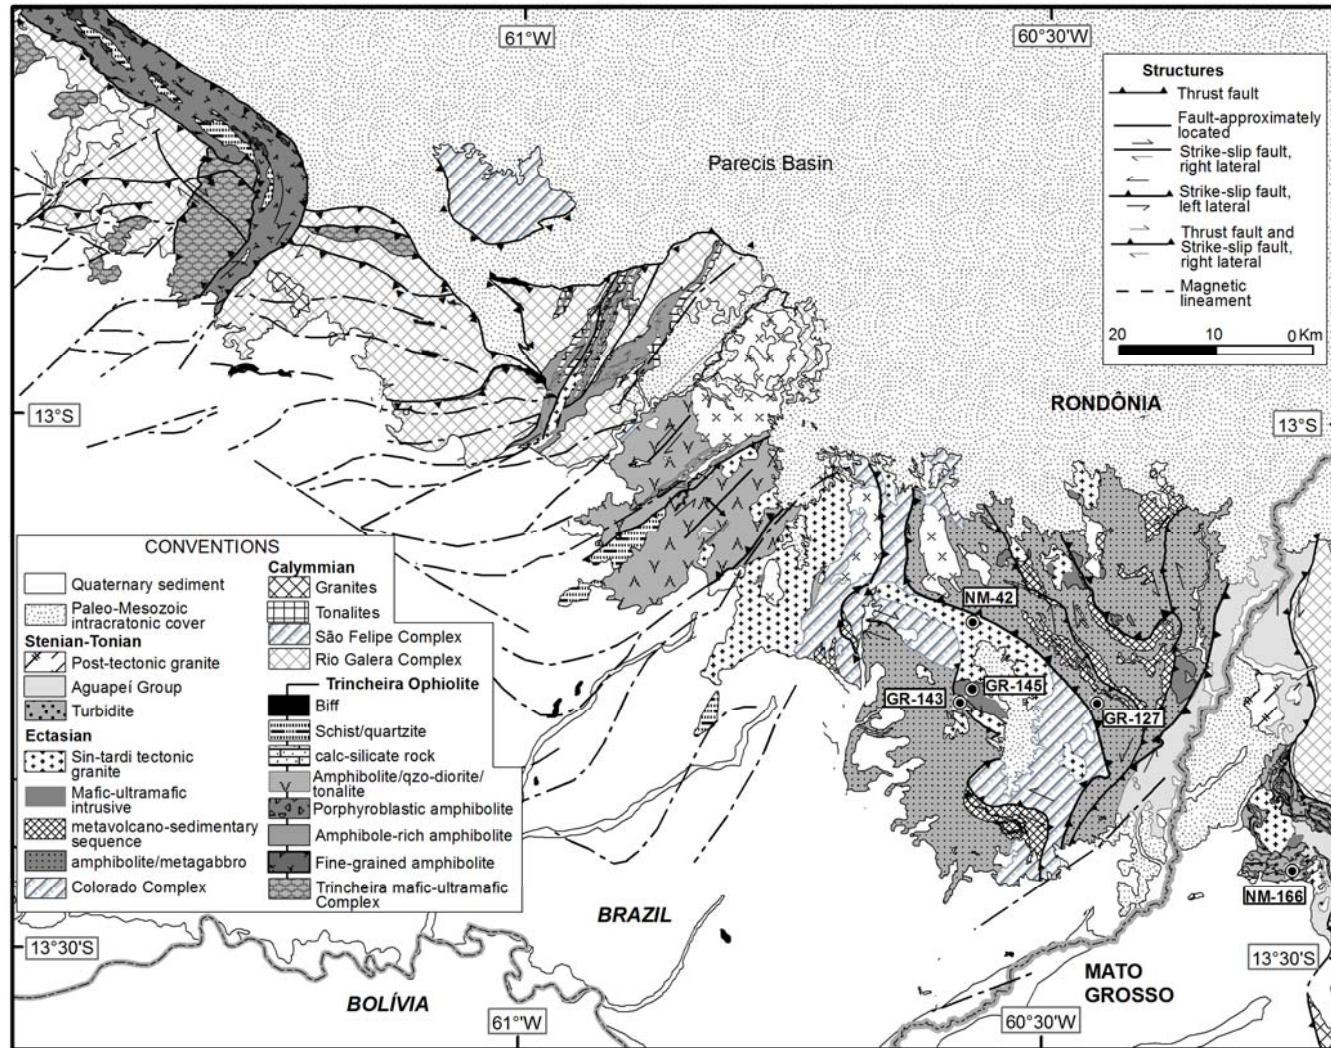 61°W
60°30'W
Structures
Thrust fault
Fault-approximately
located
Strike-slip fault,
right lateral
Strike-slip fault,
left lateral
Thrust fault and
Strike-slip fault,
right lateral
Magnetic
lineament
20
10
0 Km
Parecis Basin
RONDÔNIA
13°S
13°S
NM-42
GR-145
GR-143
GR-127
NM-166
CONVENTIONS
Quaternary sediment
Paleo-Mesozoic
intracratonic cover
Stenian-Tonian
Post-tectonic granite
Aguapeí Group
Turbidite
Ectasian
Sin-tardi tectonic
granite
Mafic-ultramafic
intrusive
metavolcano-sedimentary
sequence
amphibolite/metagabbro
Colorado Complex
Calymmian
Granites
Tonalites
São Felipe Complex
Rio Galera Complex
Trincheira Ophiolite
Biff
Schist/quartzite
calc-silicate rock
Amphibolite/qzo-diorite/
tonalite
Porphyroblastic amphibolite
Amphibole-rich amphibolite
Fine-grained amphibolite
Trincheira mafic-ultramafic
Complex
BRAZIL
13°30'S
13°30'S
BOLÍVIA
MATO
GROSSO
61°'W
60°30'W